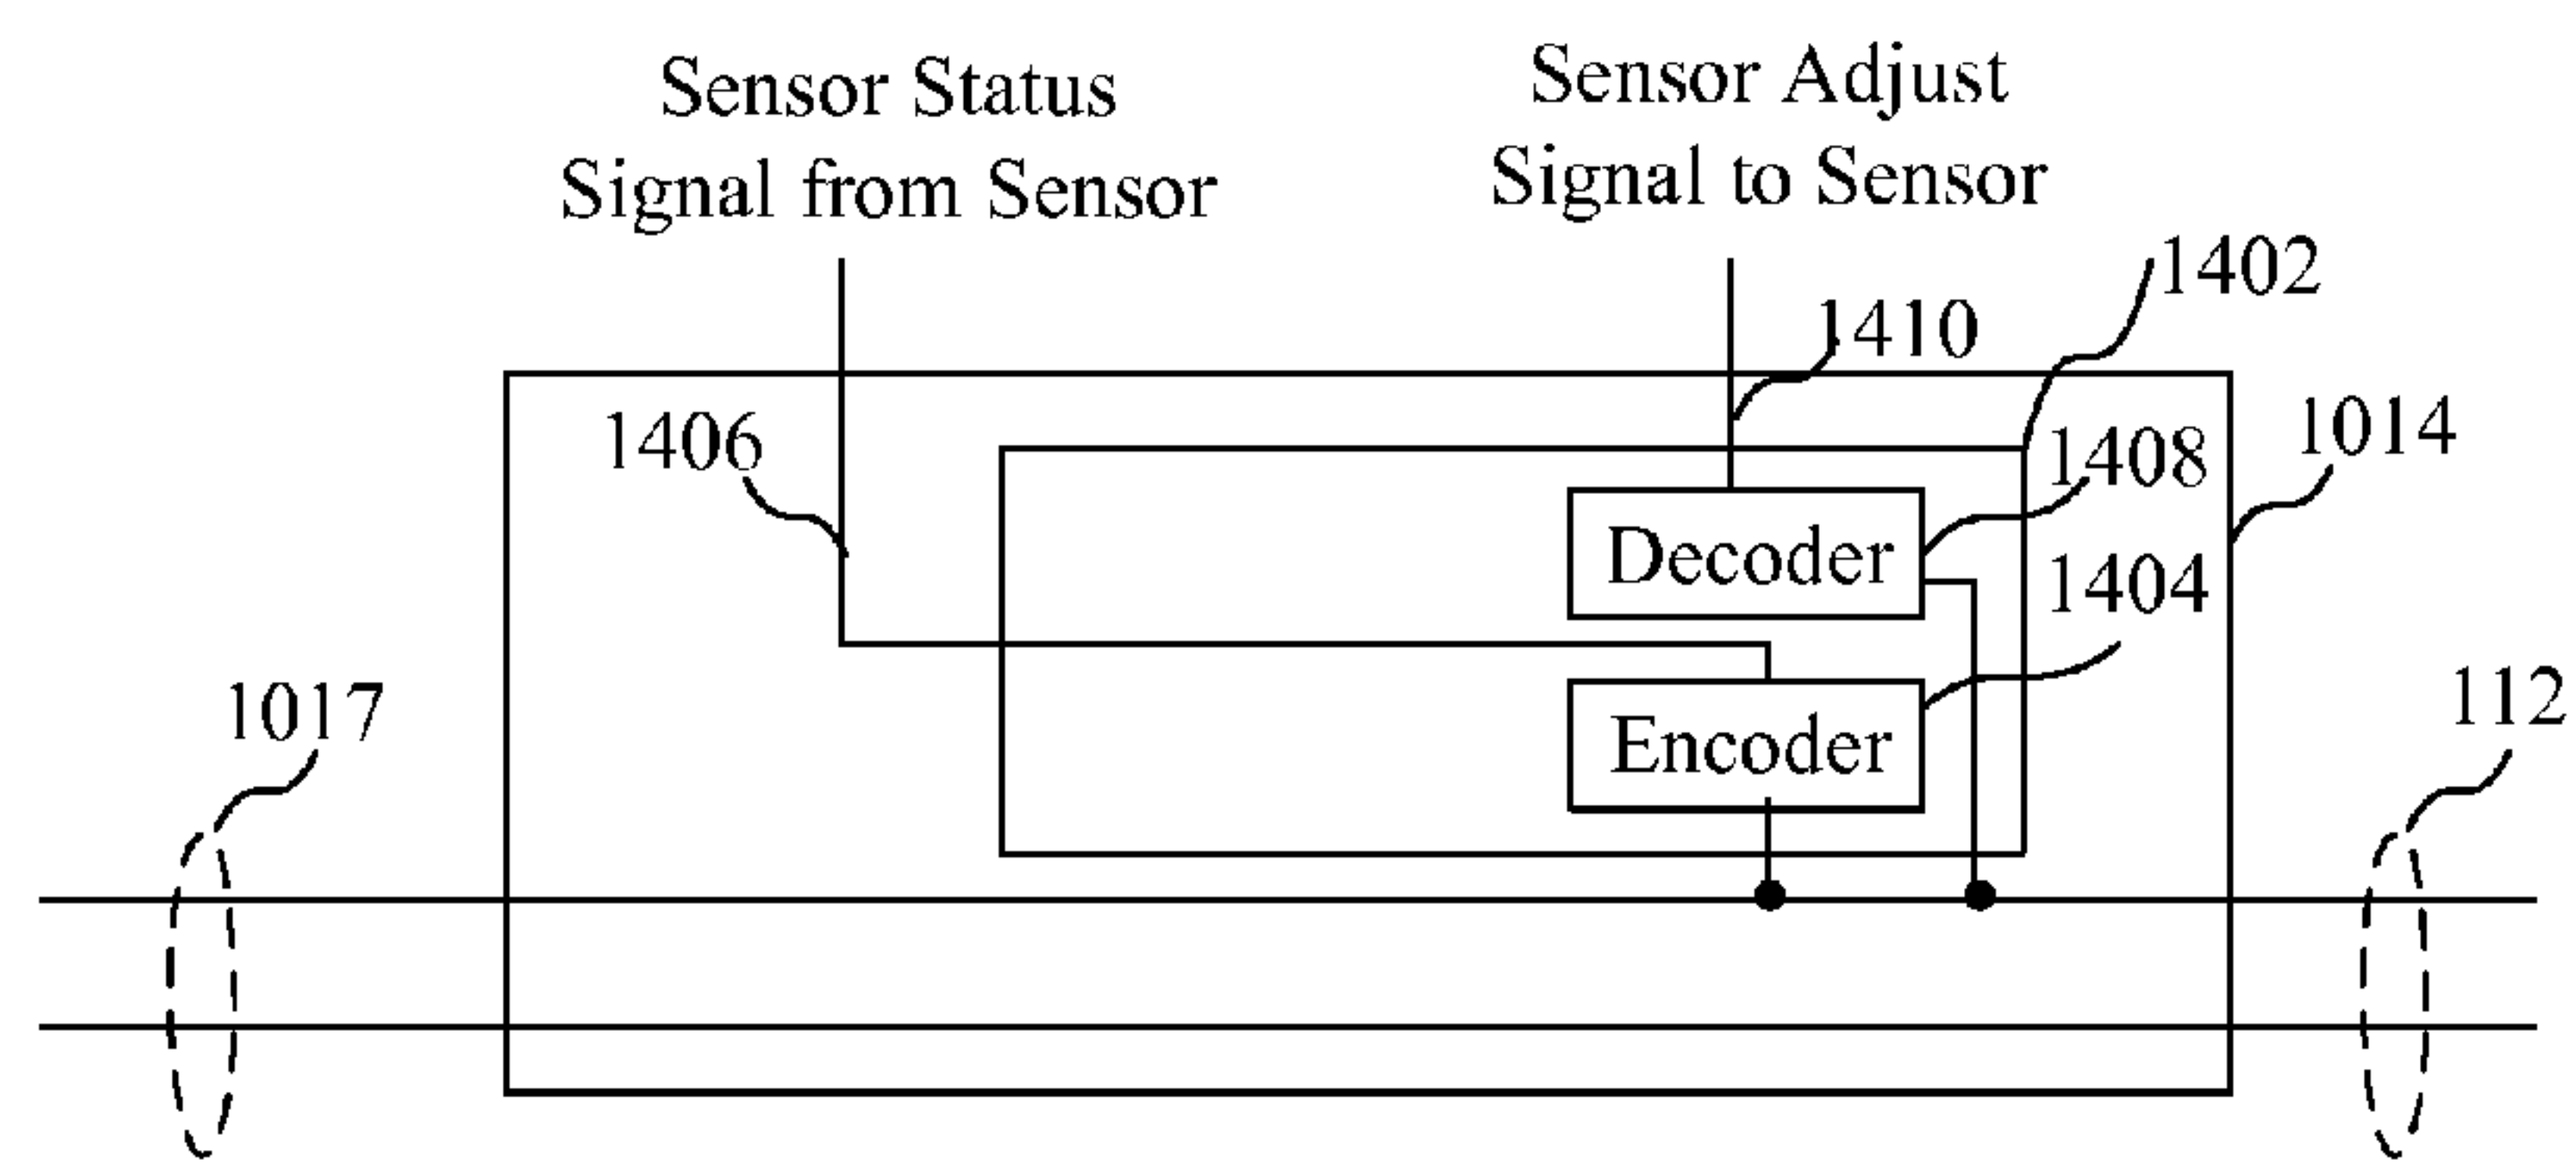 Sensor Status
Signal from Sensor
Sensor Adjust
Signal to Sensor
1402
1410
1406
1408
1014
Decoder
1404
1017
Encoder
112